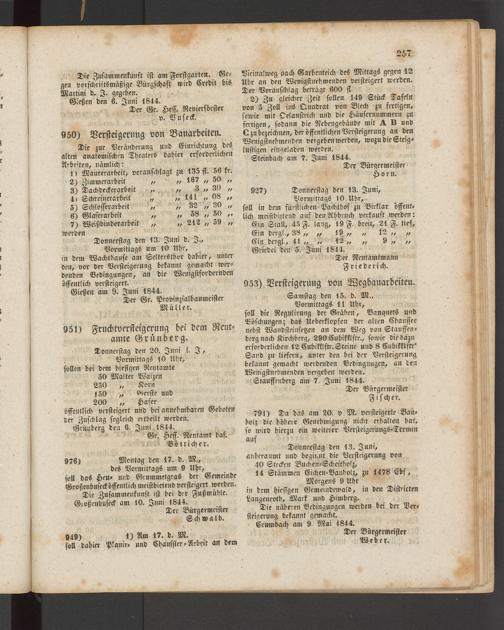 257
Die Zusammenkunft ist am Forstgarten. Ge-
gen vorschriftsmäßige Bürgschaft wird Credit bis
Martini d. J. gegeben.
Gießen den 6. Juni 1844.
Der Gr. Hess. Revierförster
v. Buseck.
950) Versteigerung von Bauarbeiten.
Die zur Veränderung und Einrichtung des
alten anatomischen Theaters dahier erforderlichen
Arbeiten, nämlich:
1) Maurerarbeit, veranschlagt zu 135 fl. 56 kr.
2) Zimmerarbeit „ „ 167 „ 50 „
3) Dachdeckerarbeit „ „ 3 „ 30 „
4) Schreinerarbeit „ „ 141 „ 08 „
5) Schlosserarbeit „ „ 32 „ 30 „
6) Glaserarbeit „ „ 58 „ 50 „
7) Weißbinderarbeit „ „ 212 „ 59 „
werden
Donnerstag den 13. Juni d. J.,
Vormittags um 10 Uhr,
in dem Wachthause am Seltersthor dahier, unter
den, vor der Versteigerung bekannt gemacht wer-
denden Bedingungen, an die Wenigstfordernden
öffentlich versteigert.
Gießen am 9. Juni 1844.
Der Gr. Provinzialbaumeister
Müller.
951) Fruchtversteigerung bei dem Rent-
amte Grünberg.
Donnerstag den 20. Juni l. J.,
Vormittags 10 Uhr,
sollen bei dem hiesigen Rentamte
50 Malter Waizen
250 „ Korn
150 „ Gerste und
200 „ Hafer
öffentlich versteigert und bei annehmbaren Geboten
der Zuschlag sogleich ertheilt werden.
Grünberg den 8. Juni 1844.
Gr. Hess. Rentamt das.
Bötticher.
976) Montag den 17. d. M.,
des Vormittags um 9 Uhr,
soll das Heu- und Grummetgras der Gemeinde
Großenbuseck öffentlich meistbietend versteigert werden.
Die Zusammenkunft ist bei der Fußmühle.
Großenbuseck am 10. Juni 1844.
Der Bürgermeister
Schwalb.
949) 1) Am 17. d. M.
soll dahier Planir- und Chaussier-Arbeit an dem
Vicinalweg nach Garbenteich des Mittags gegen 12
Uhr an den Wenigstnehmenden versteigert werden.
Der Voranschlag beträgt 600 fl.
2) Zu gleicher Zeit sollen 149 Stück Tafeln
von 5 Zoll ins Quadrat von Blech zu fertigen,
sowie mit Oelanstrich und die Häusernummern zu
fertigen, sodann die Nebengebäude mit A B und
C zu bezeichnen, der öffentlichen Versteigerung an den
Wenigstnehmenden vergeben werden, wozu die Steig-
lustigen eingeladen werden.
Steinbach am 7. Juni 1844.
Der Bürgermeister
Horn.
927) Donnerstag den 13. Juni,
Vormittags 10 Uhr,
soll in dem fürstlichen Pachthof zu Birklar öffent-
lich meistbietend auf den Abbruch verkauft werden:
Ein Stall, 45 F. lang, 19 F. breit, 21 F. tief,
Ein dergl., 38 „ „ 19 „ „ 12 „ „
Ein dergl. 41 „ „ 12 „ „ 9 „ „
Griedel den 5. Juni 1844.
Der Rentamtmann
Friederich.
953) Versteigerung von Wegbauarbeiten.
Samstag den 15. d. M.,
Vormittags 11 Uhr,
soll die Regulirung der Gräben, Banquets und
Böschungen; das Ueberklopfen der alten Chaussee
nebst Wandsteinsetzen an dem Weg von Stauffen-
berg nach Kirchberg, 290 Cubikklftr., sowie die dazu
erforderlichen 12 Cubikklftr. Steine und 8 Cubikklftr.
Sand zu liefern, unter den bei der Versteigerung
bekannt gemacht werdenden Bedingungen, an den
Wenigstnehmenden vergeben werden.
Stauffenberg am 7. Juni 1844.
Der Bürgermeister
Fischer.
791) Da das am 20. v M. versteigerte Bau-
holz die höhere Genehmigung nicht erhalten hat,
so wird hierzu ein weiterer Versteigerungs-Termin
auf
Donnerstag den 13. Juni,
anberaumt und beginnt die Versteigerung von
40 Stecken Buchen-Scheitholz,
14 Stämmen Eichen-Bauholz, zu 1478 Cbf,
Morgens 9 Uhr
in dem hiesigen Gemeindewald, in den Districten
Langenroth, Mark und Himberg.
Die näheren Bedingungen werden bei der Ver-
steigerung bekannt gemacht.
Crumbach am 9. Mai 1844.
Der Bürgermeister
Weber.